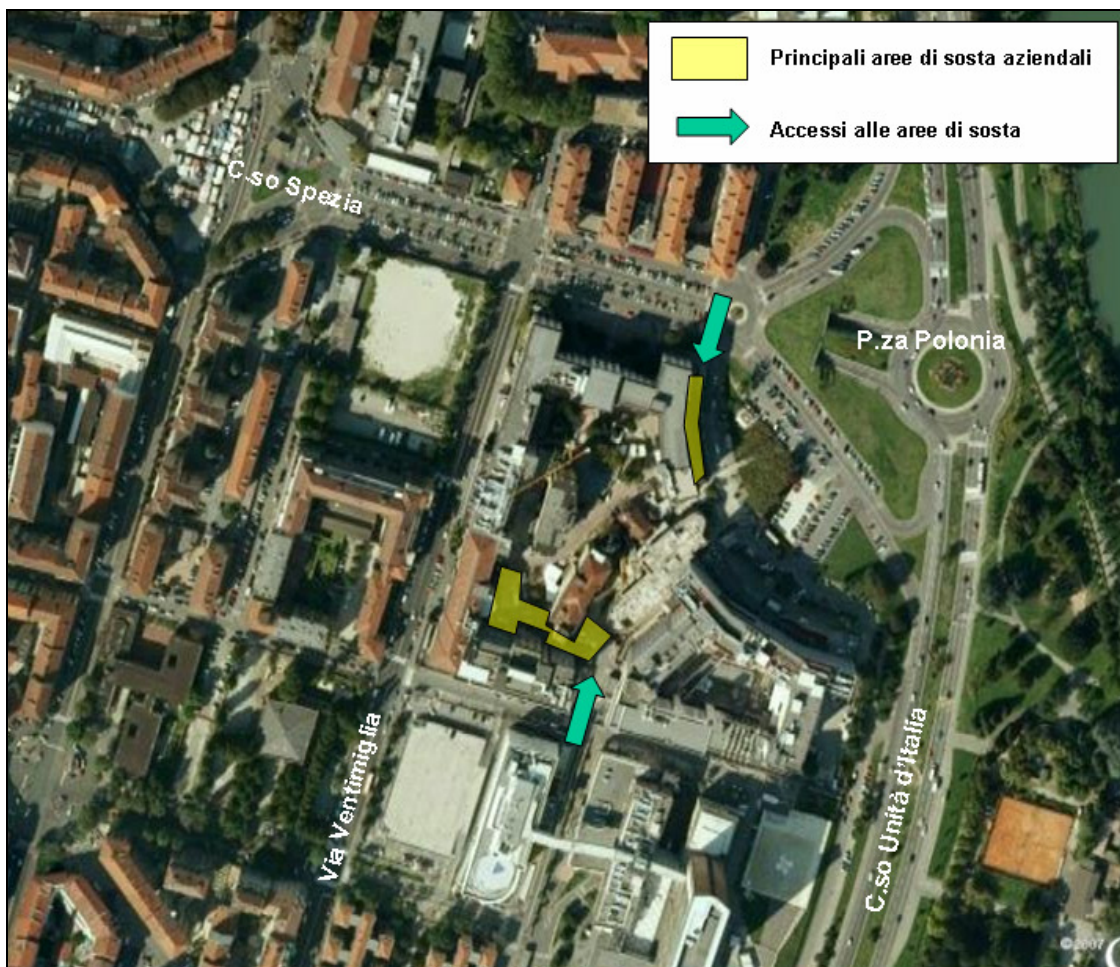 Principali aree di sosta aziendali
Accessi alle aree di sosta
C.so Spezia
P.za Polonia
Via Ventimiglia
C.so Unità d'Italia
©2007